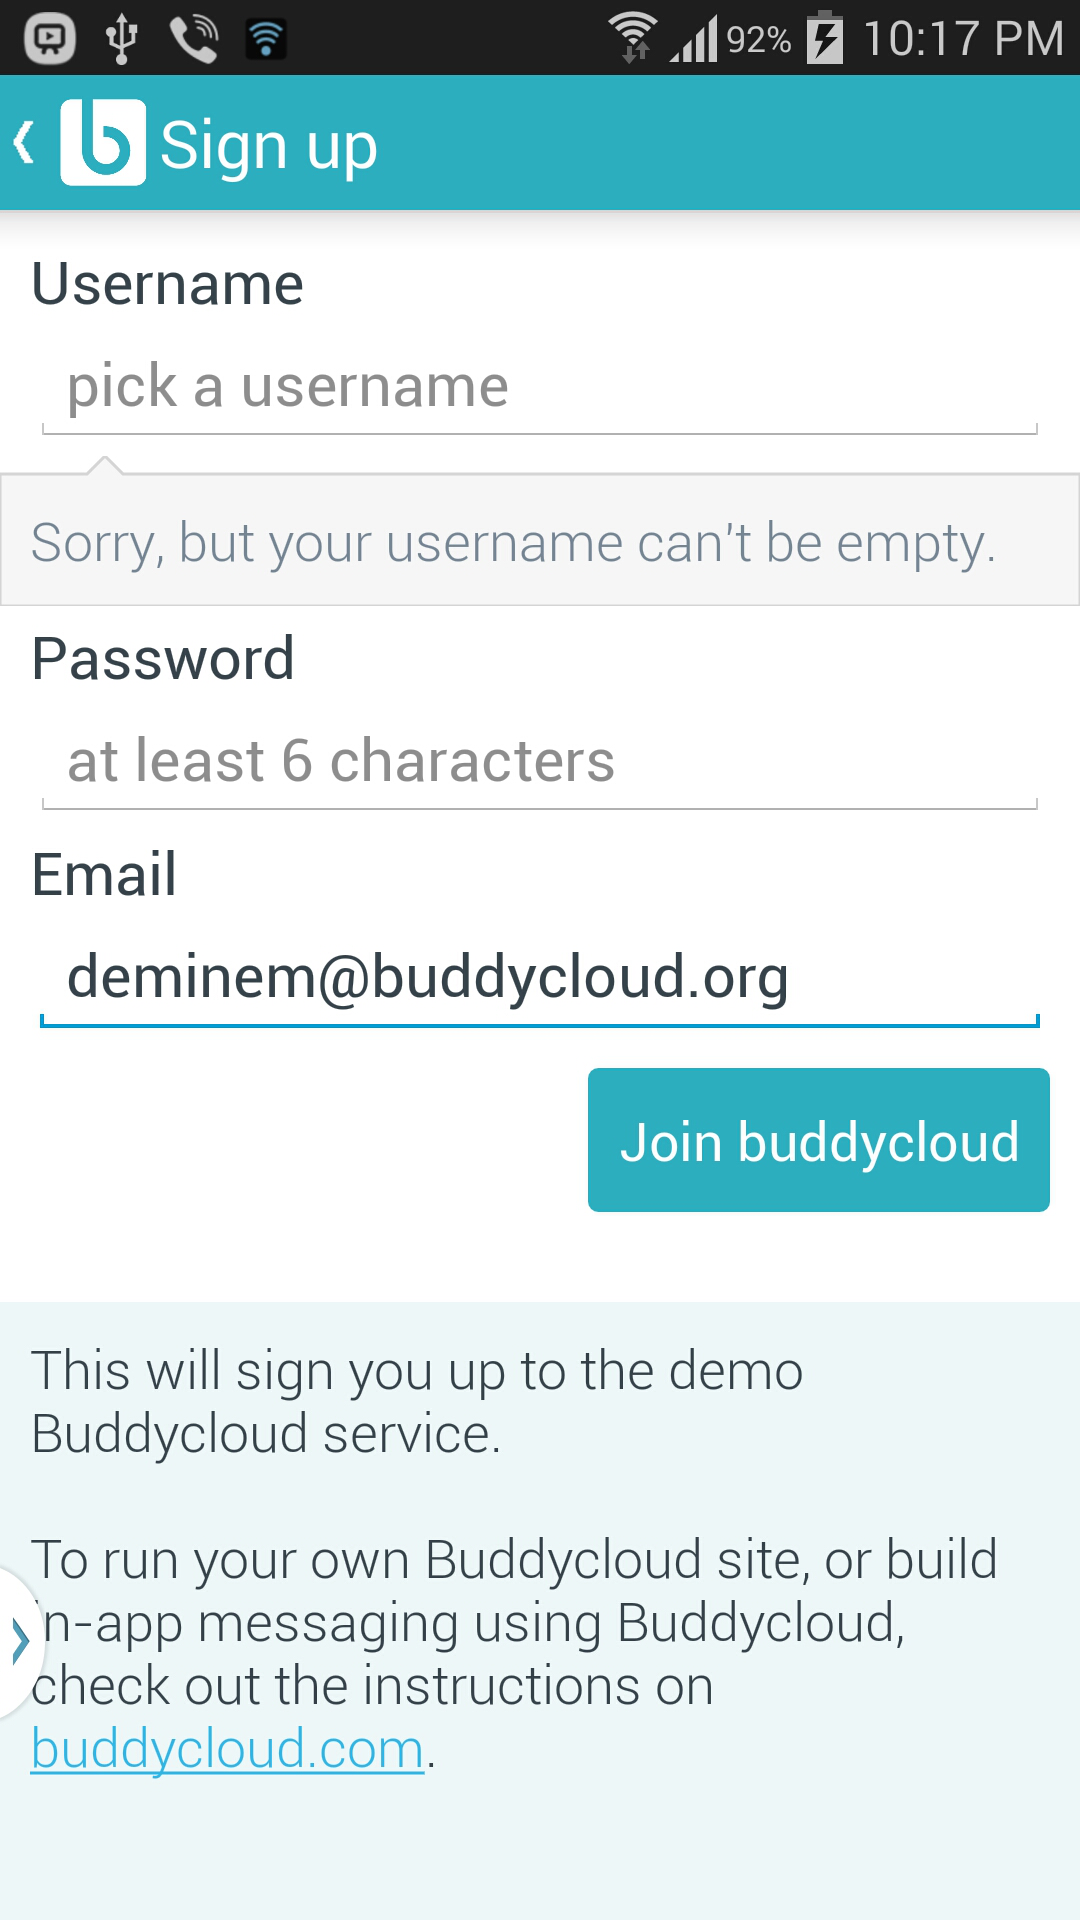 92% 10:17 PM
Sign up
Username
pick a username
Sorry, but your username can't be empty.
Password
at least 6 characters
Email
deminem@buddycloud.org
Join buddycloud
This will sign you up to the demo
Buddycloud service.
To run your own Buddycloud site, or build
in-app messaging using Buddycloud,
check out the instructions on
buddycloud.com.